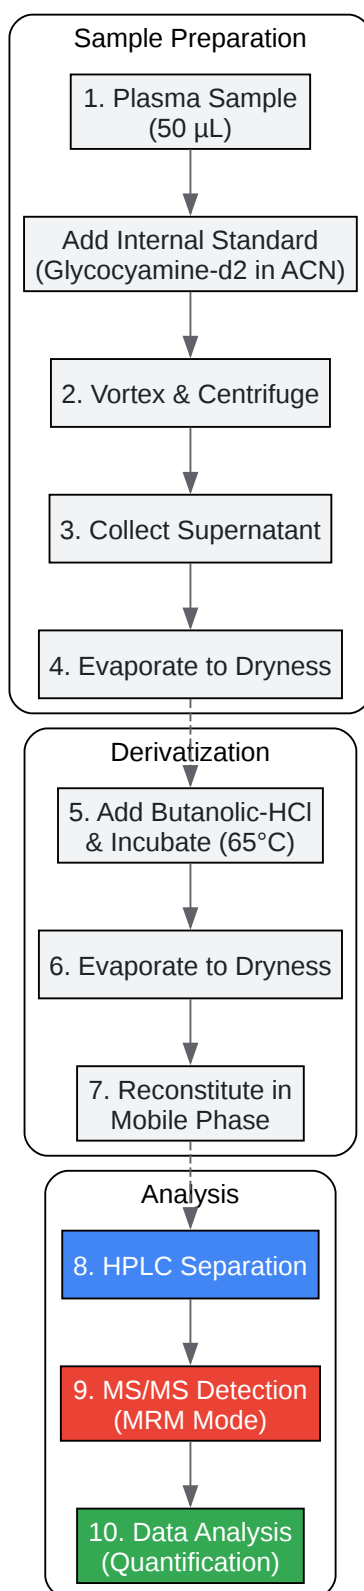 Sample Preparation
1. Plasma Sample
(50 µL)
Add Internal Standard
(Glycocyamine-d2 in ACN)
2. Vortex & Centrifuge
3. Collect Supernatant
4. Evaporate to Dryness
Derivatization
5. Add Butanolic-HCl
& Incubate (65°C)
6. Evaporate to Dryness
7. Reconstitute in
Mobile Phase
Analysis
8. HPLC Separation
9. MS/MS Detection
(MRM Mode)
10. Data Analysis
(Quantification)